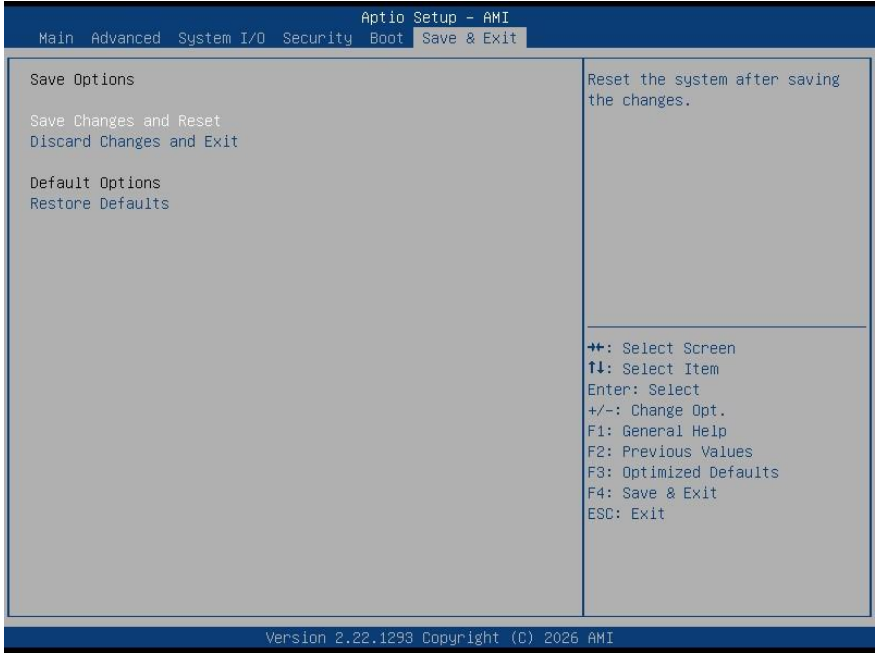 Aptio Setup – AMI
Main Advanced System I/O Security Boot Save & Exit
Save Options
Save Changes and Reset
Discard Changes and Exit
Default Options
Restore Defaults
Reset the system after saving
the changes.
→←: Select Screen
↑↓: Select Item
Enter: Select
+/-: Change Opt.
F1: General Help
F2: Previous Values
F3: Optimized Defaults
F4: Save & Exit
ESC: Exit
Version 2.22.1293 Copyright (C) 2026 AMI